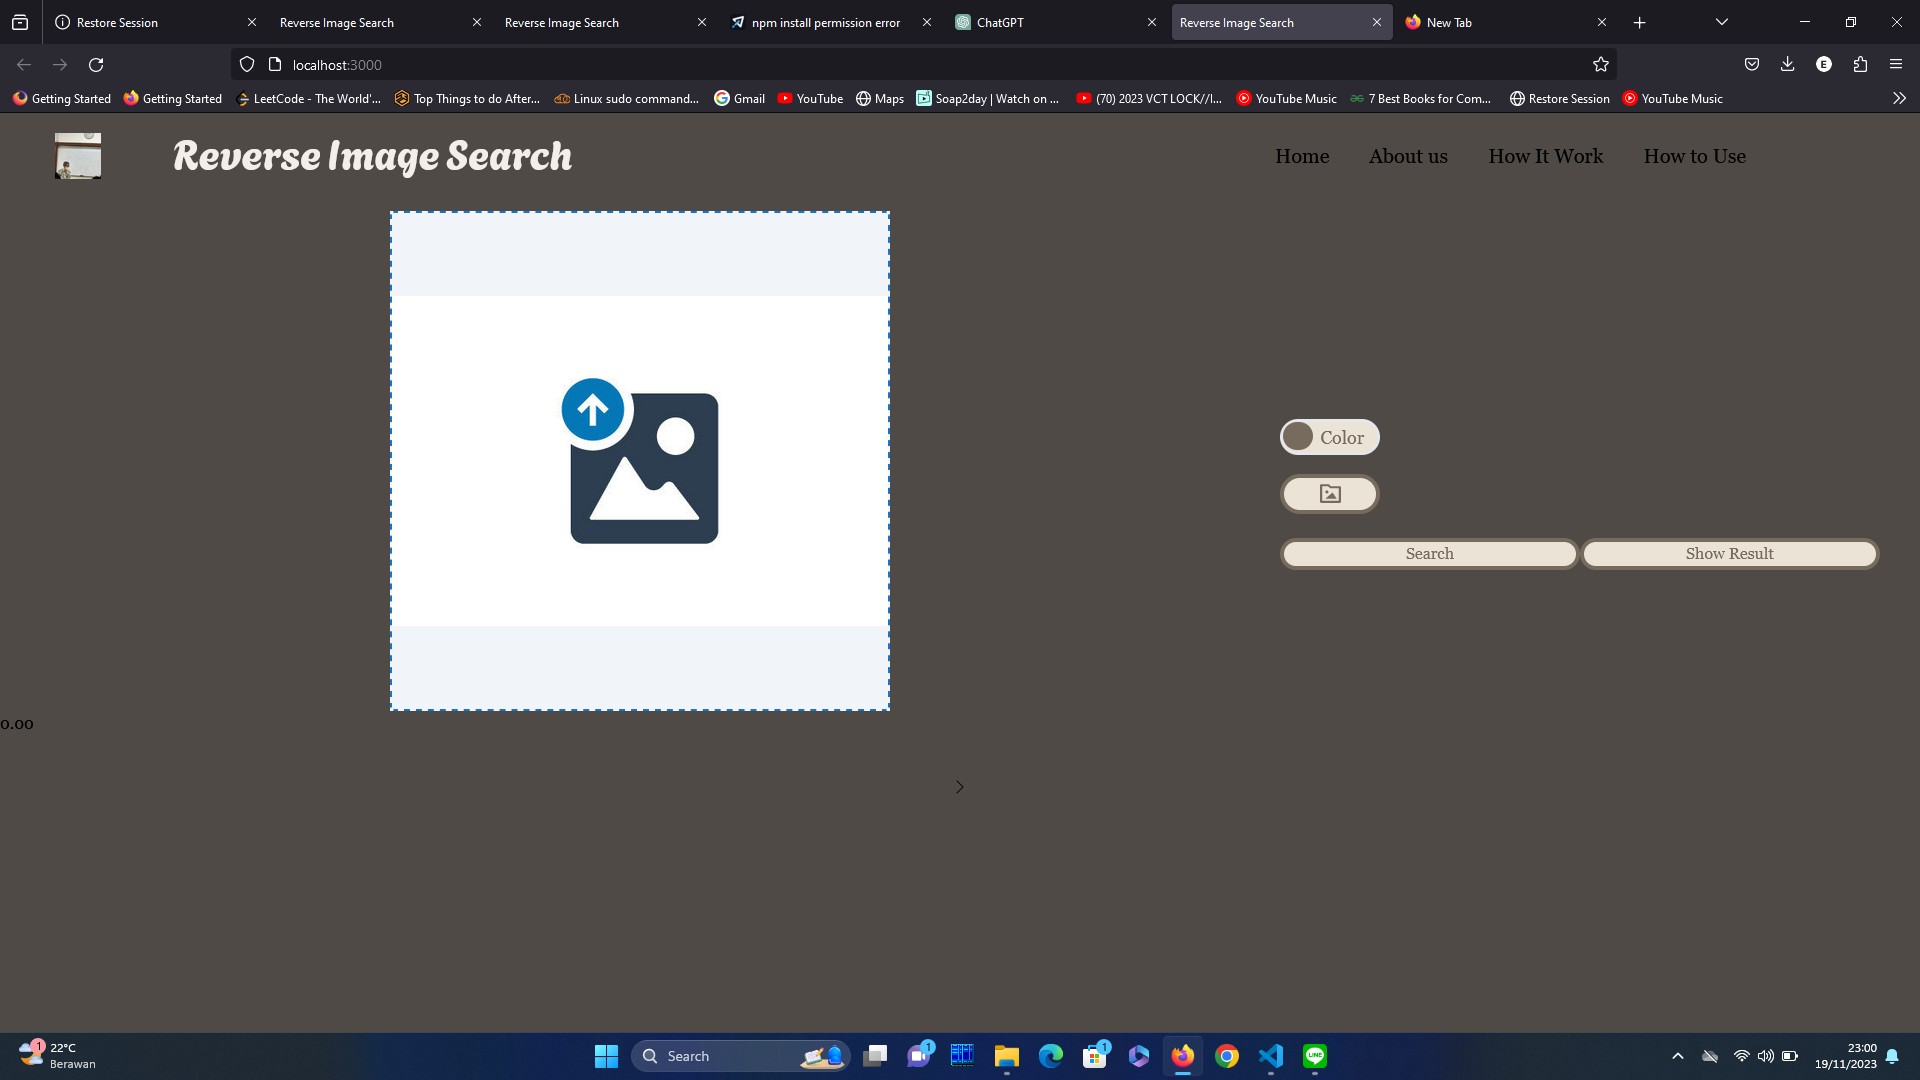 Restore Session
Reverse Image Search
Reverse Image Search
npm install permission error
ChatGPT
Reverse Image Search
New Tab
localhost:3000
E
Getting Started
Getting Started
LeetCode - The World'...
Top Things to do After...
Linux sudo command...
Gmail
YouTube
Maps
Soap2day | Watch on ...
(70) 2023 VCT LOCK//I...
YouTube Music
7 Best Books for Com...
Restore Session
YouTube Music
Reverse Image Search
Home
About us
How It Work
How to Use
Color
Search
Show Result
0.00
1
22°C
Berawan
Search
1
1
LINE
23:00
19/11/2023